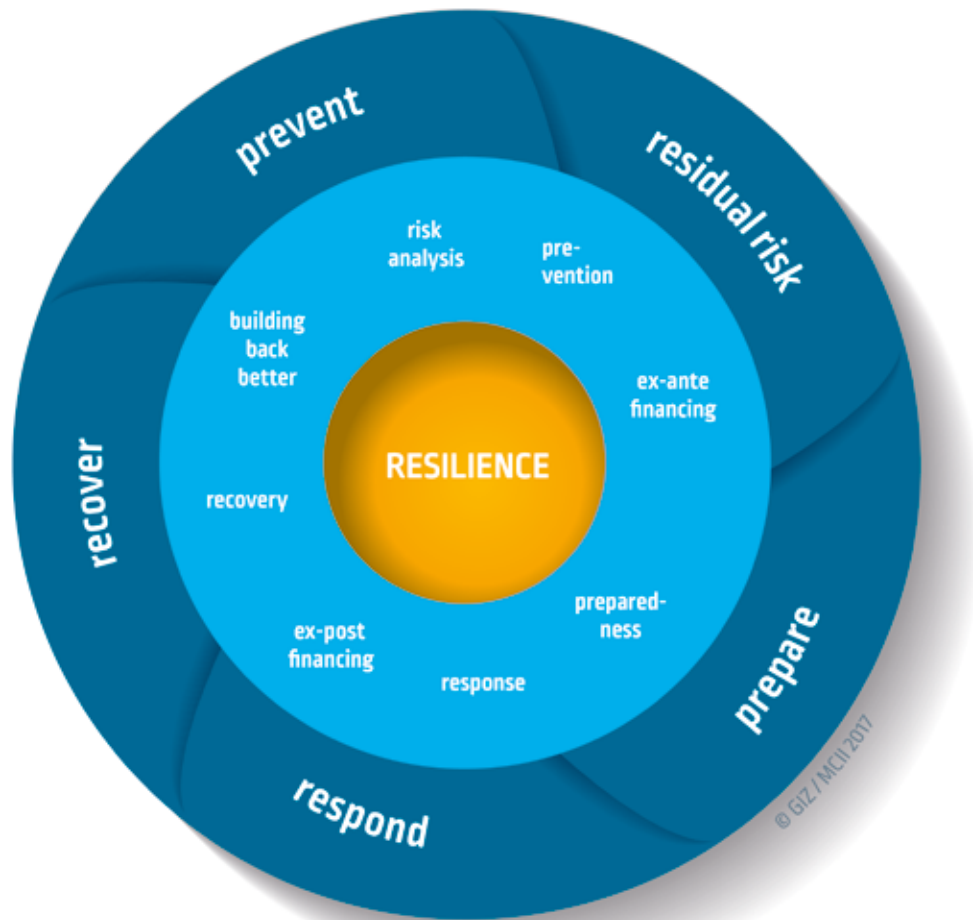 prevent
residual risk
prepare
respond
recover
risk
analysis
pre-
vention
ex-ante
financing
prepared-
ness
response
ex-post
financing
recovery
building
back
better
RESILIENCE
© GIZ / MCII 2017